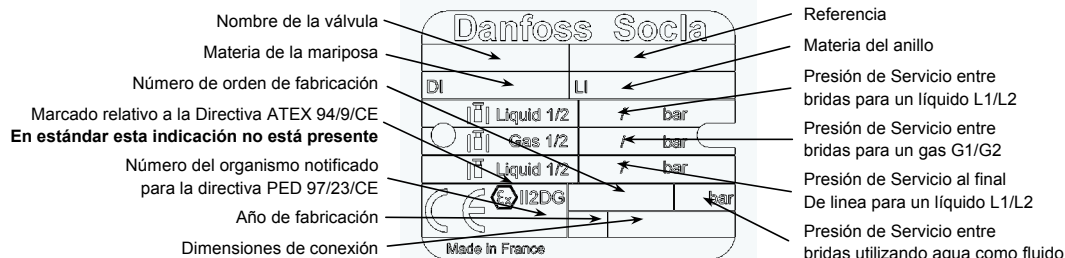 Nombre de la válvula
Materia de la mariposa
Número de orden de fabricación
Marcado relativo a la Directiva ATEX 94/9/CE
En estándar esta indicación no está presente
Número del organismo notificado
para la directiva PED 97/23/CE
Año de fabricación
Dimensiones de conexión
Danfoss Socla
DI LI
Liquid 1/2 / bar
Gas 1/2 / bar
Liquid 1/2 / bar
CE Ex II2DG bar
Made in France
Referencia
Materia del anillo
Presión de Servicio entre
bridas para un líquido L1/L2
Presión de Servicio entre
bridas para un gas G1/G2
Presión de Servicio al final
De linea para un líquido L1/L2
Presión de Servicio entre
bridas utilizando agua como fluido